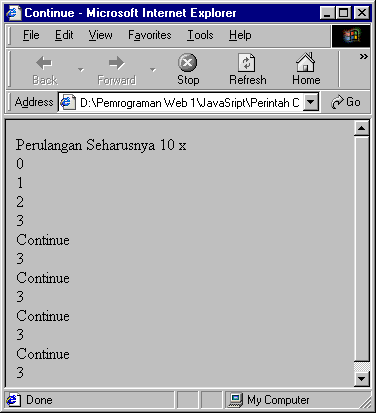 Continue - Microsoft Internet Explorer
File Edit View Favorites Tools Help
Back Forward Stop Refresh Home »
Address D:\Pemrograman Web 1\JavaSript\Perintah C Go
Perulangan Seharusnya 10 x
0
1
2
3
Continue
3
Continue
3
Continue
3
Continue
3
Done My Computer